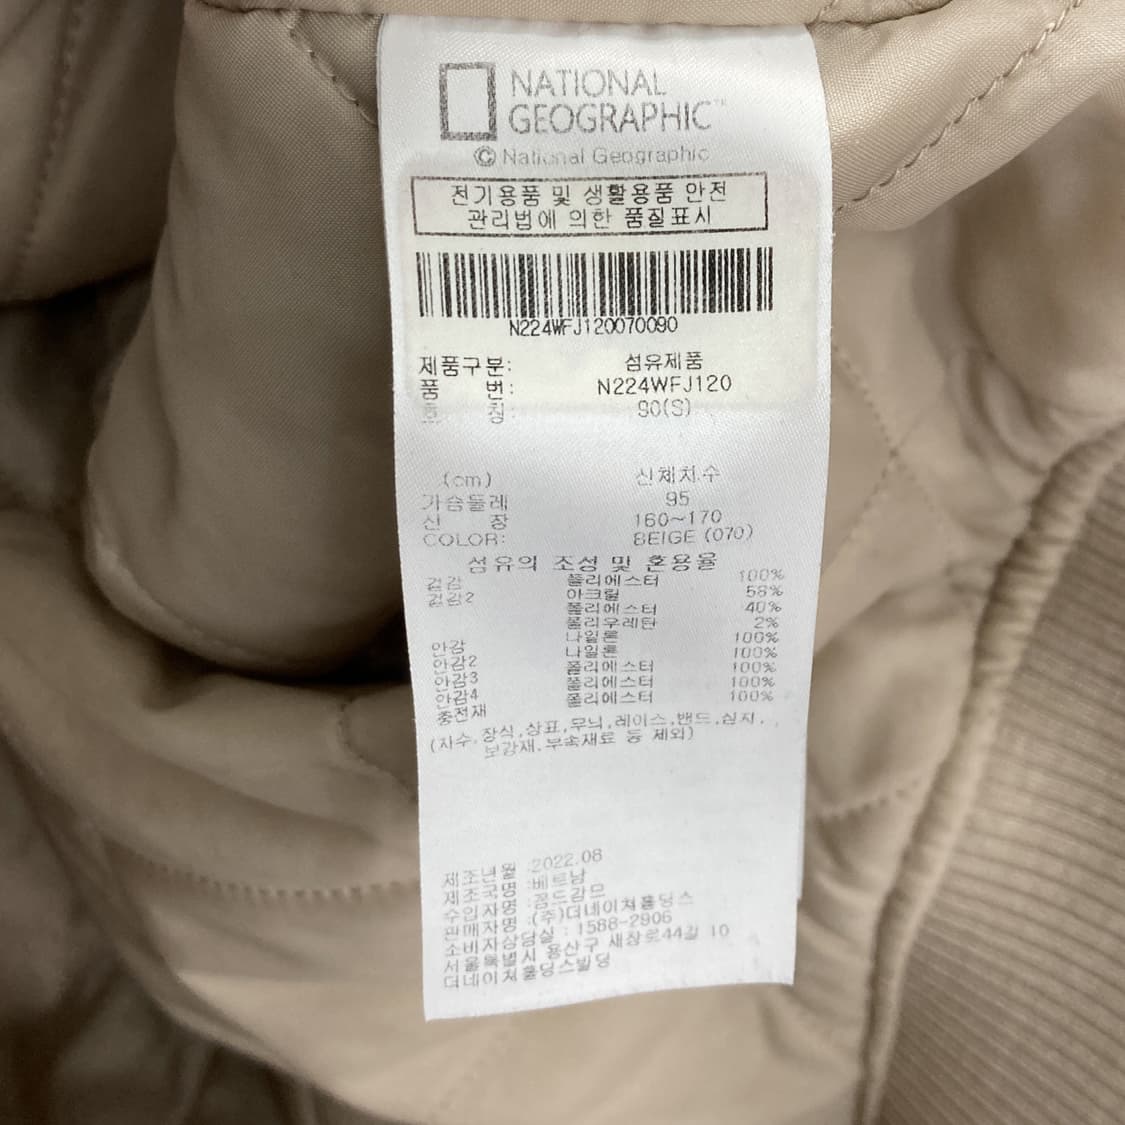 NATIONAL
GEOGRAPHIC™
© National Geographic
전기용품 및 생활용품 안전
관리법에 의한 품질표시
N224WFJ120070090
제품구분: 섬유제품
품 번: N224WFJ120
호 칭: 90(S)
(cm) 신체치수
가슴둘레 95
신 장 160~170
COLOR: BEIGE (070)
섬유의 조성 및 혼용율
겉감 폴리에스터 100%
겉감2 아크릴 58%
폴리에스터 40%
폴리우레탄 2%
안감 나일론 100%
안감2 나일론 100%
안감3 폴리에스터 100%
안감4 폴리에스터 100%
충전재 폴리에스터 100%
(자수,장식,상표,무늬,레이스,밴드,심지,
보강재,부속재료 등 제외)
제조년월 :2022.08
제조국명 :베트남
수입자명 :
판매자명 :(주)더네이쳐홀딩스
소비자상담실 : 1588-2906
서울특별시 용산구 새창로44길 10
더네이쳐홀딩스빌딩